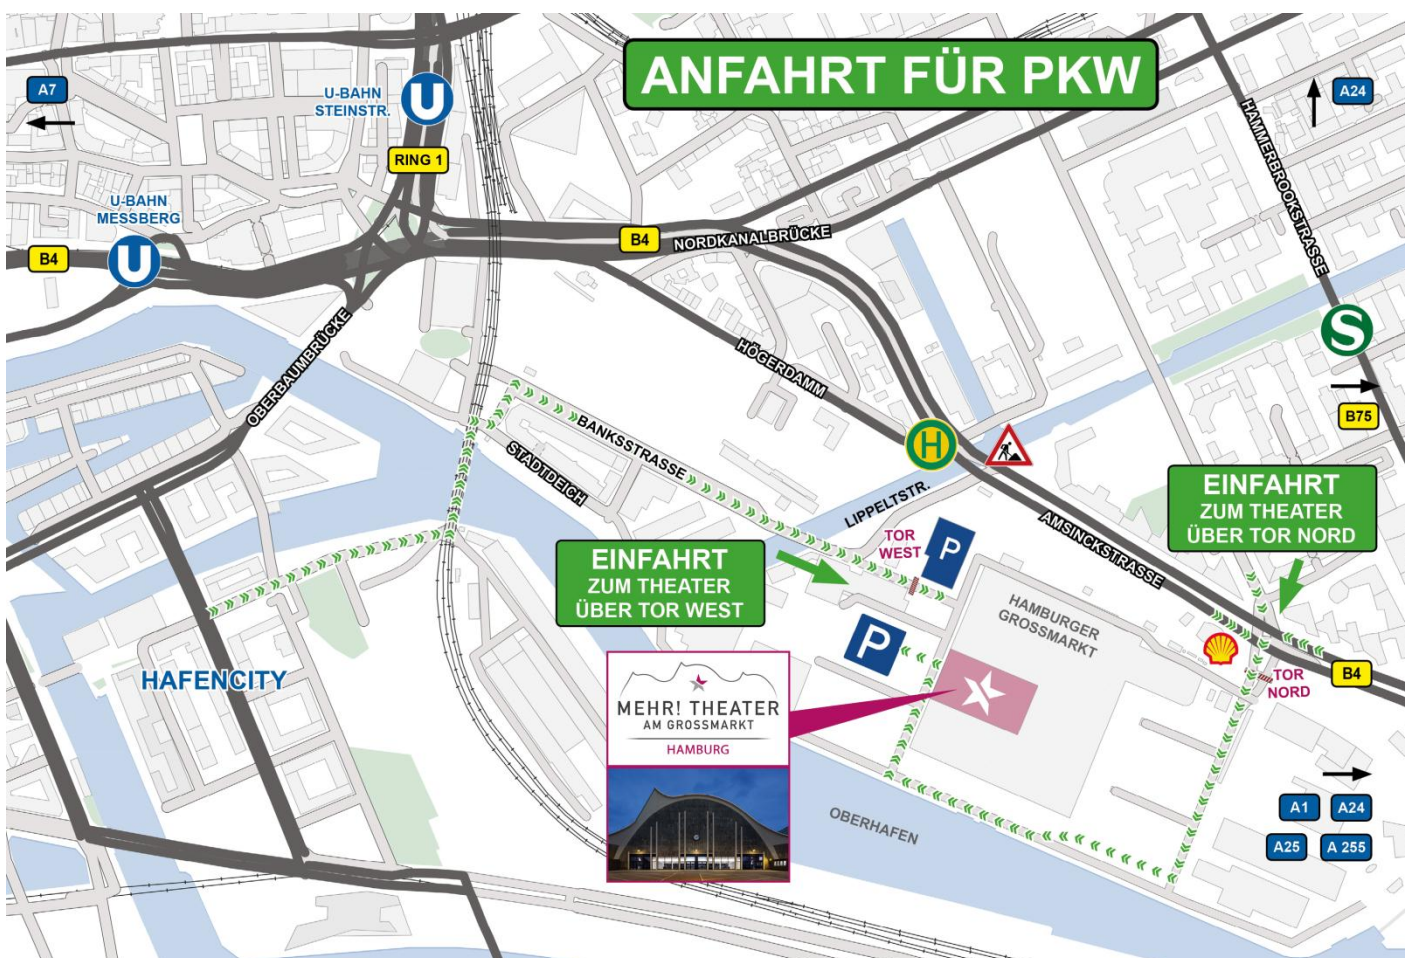 ANFAHRT FÜR PKW
A7
U-BAHN
STEINSTR.
U
A24
RING 1
HAMMERBROOKSTRASSE
U-BAHN
MESSBERG
U
B4
B4
NORDKANALBRÜCKE
S
OBERBAUMBRÜCKE
HÖGERDAMM
B75
BANKSSTRASSE
H
STADTDEICH
LIPPELTSTR.
AMSINCKSTRASSE
EINFAHRT
ZUM THEATER
ÜBER TOR NORD
TOR
WEST
P
EINFAHRT
ZUM THEATER
ÜBER TOR WEST
HAMBURGER
GROSSMARKT
P
HAFENCITY
TOR
NORD
B4
MEHR! THEATER
AM GROSSMARKT
HAMBURG
OBERHAFEN
A1
A24
A25
A 255